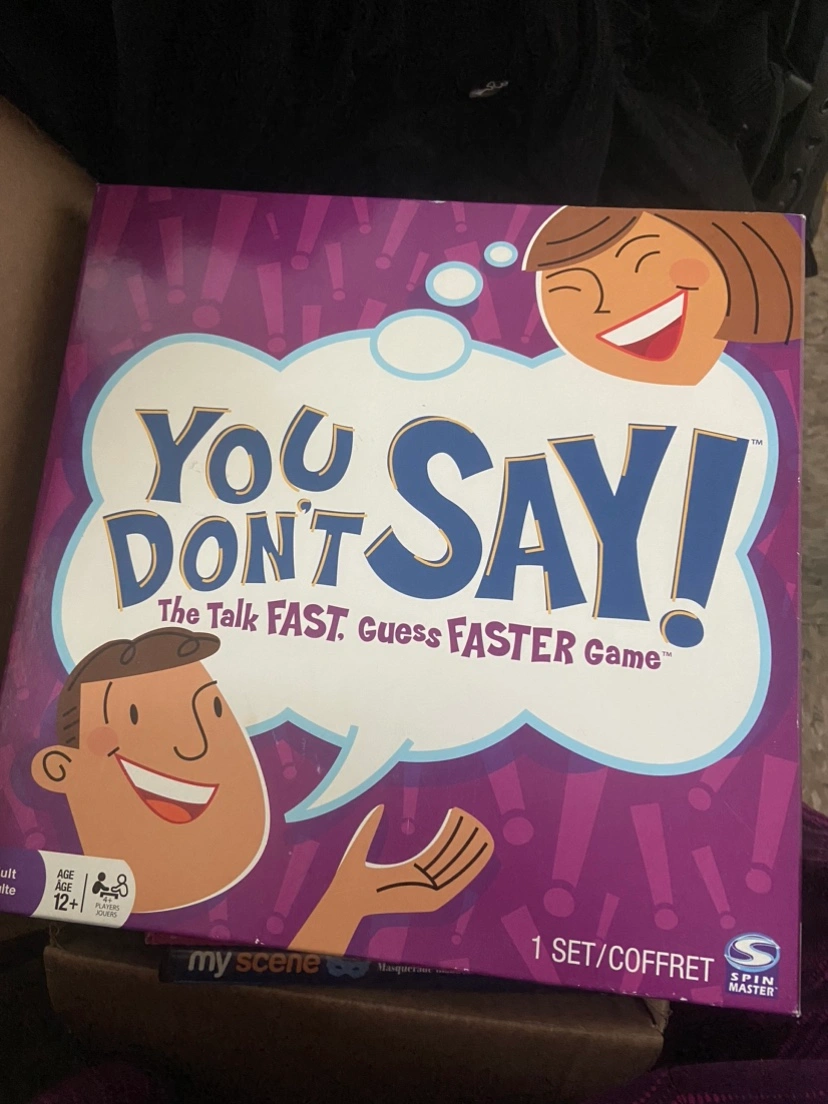 YOU
DON'T SAY!™
The Talk FAST, Guess FASTER Game™
ult
lte
AGE
ÂGE
12+
4+
PLAYERS
JOUEURS
1 SET/COFFRET
SPIN
MASTER
my scene